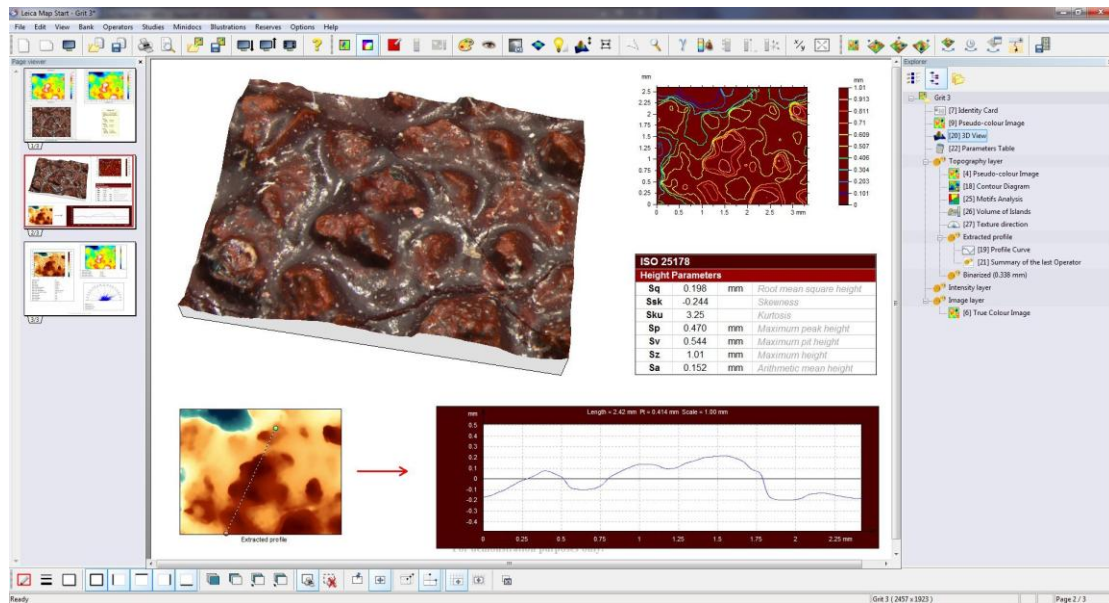 Leica Map Start - Grit 3*
File Edit View Bank Operators Studies Minidocs Illustrations Reserves Options Help
Page viewer
1/3
2/3
3/3
mm
2.5
2.25
2
1.75
1.5
1.25
1
0.75
0.5
0.25
0
0 0.5 1 1.5 2 2.5 3 mm
mm
1.01
0.913
0.811
0.71
0.609
0.507
0.406
0.304
0.203
0.101
0
ISO 25178
Height Parameters
Sq 0.198 mm Root mean square height
Ssk -0.244 Skewness
Sku 3.25 Kurtosis
Sp 0.470 mm Maximum peak height
Sv 0.544 mm Maximum pit height
Sz 1.01 mm Maximum height
Sa 0.152 mm Arithmetic mean height
Extracted profile
Length = 2.42 mm Pt = 0.414 mm Scale = 1.00 mm
mm
0.5
0.4
0.3
0.2
0.1
0
-0.1
-0.2
-0.3
-0.4
0 0.25 0.5 0.75 1 1.25 1.5 1.75 2 2.25 mm
For demonstration purposes only.
Explorer
Grit 3
[7] Identity Card
[9] Pseudo-colour Image
[20] 3D View
[22] Parameters Table
Topography layer
[4] Pseudo-colour Image
[18] Contour Diagram
[25] Motifs Analysis
[26] Volume of Islands
[27] Texture direction
Extracted profile
[19] Profile Curve
[21] Summary of the last Operator
Binarized (0.338 mm)
Intensity layer
Image layer
[6] True Colour Image
Ready
Grit 3 ( 2457 x 1923 )
Page 2 / 3